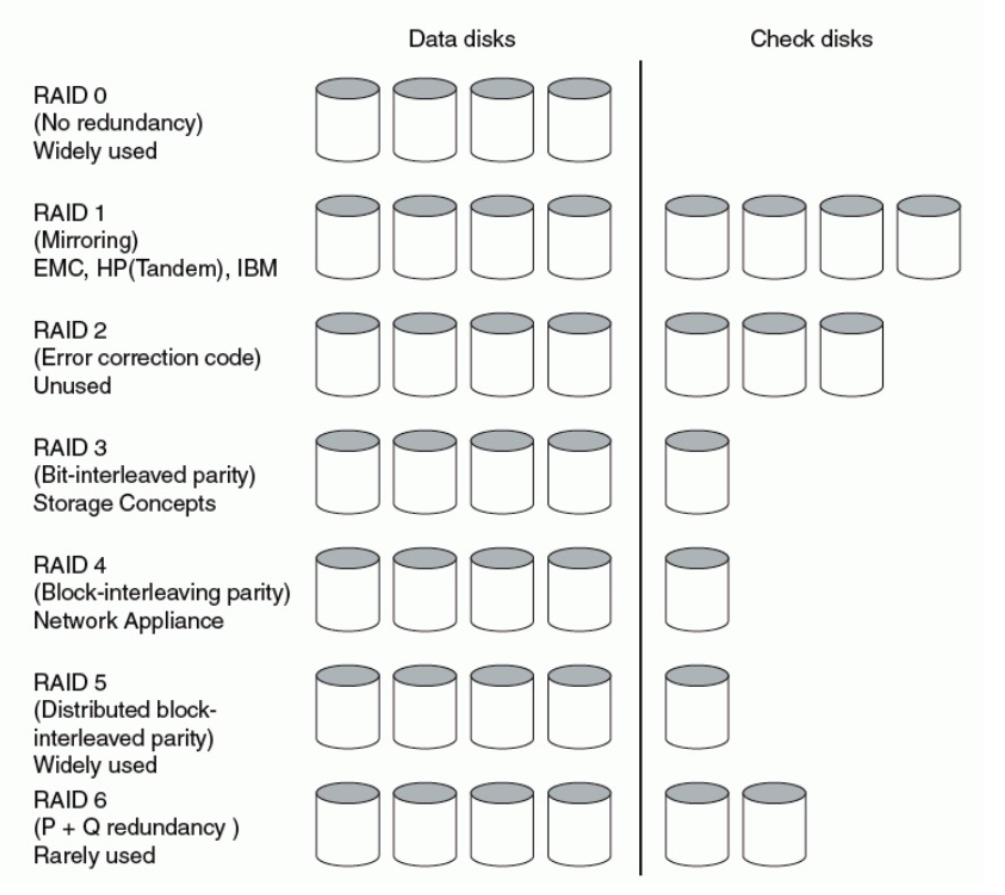 Data disks
Check disks
RAID 0
(No redundancy)
Widely used
RAID 1
(Mirroring)
EMC, HP(Tandem), IBM
RAID 2
(Error correction code)
Unused
RAID 3
(Bit-interleaved parity)
Storage Concepts
RAID 4
(Block-interleaving parity)
Network Appliance
RAID 5
(Distributed block-
interleaved parity)
Widely used
RAID 6
(P + Q redundancy )
Rarely used